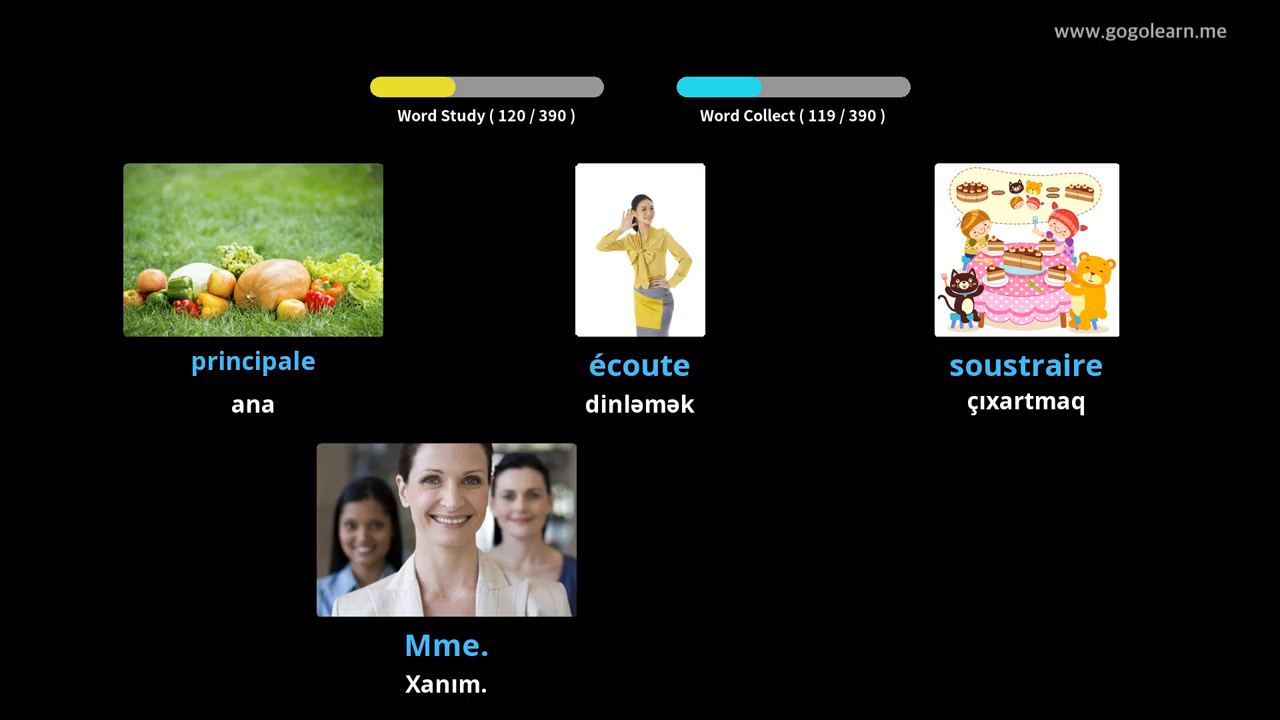 www.gogolearn.me
Word Study ( 120 / 390 )
Word Collect ( 119 / 390 )
principale
ana
écoute
dinləmək
soustraire
çıxartmaq
Mme.
Xanım.